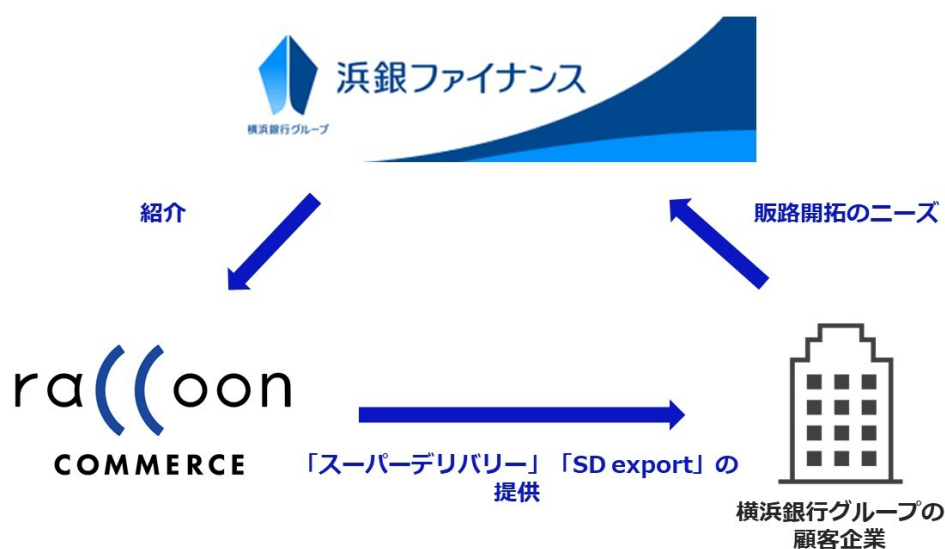 浜銀ファイナンス
横浜銀行グループ
紹介
販路開拓のニーズ
raccoon
COMMERCE
「スーパーデリバリー」「SD export」の
提供
横浜銀行グループの
顧客企業